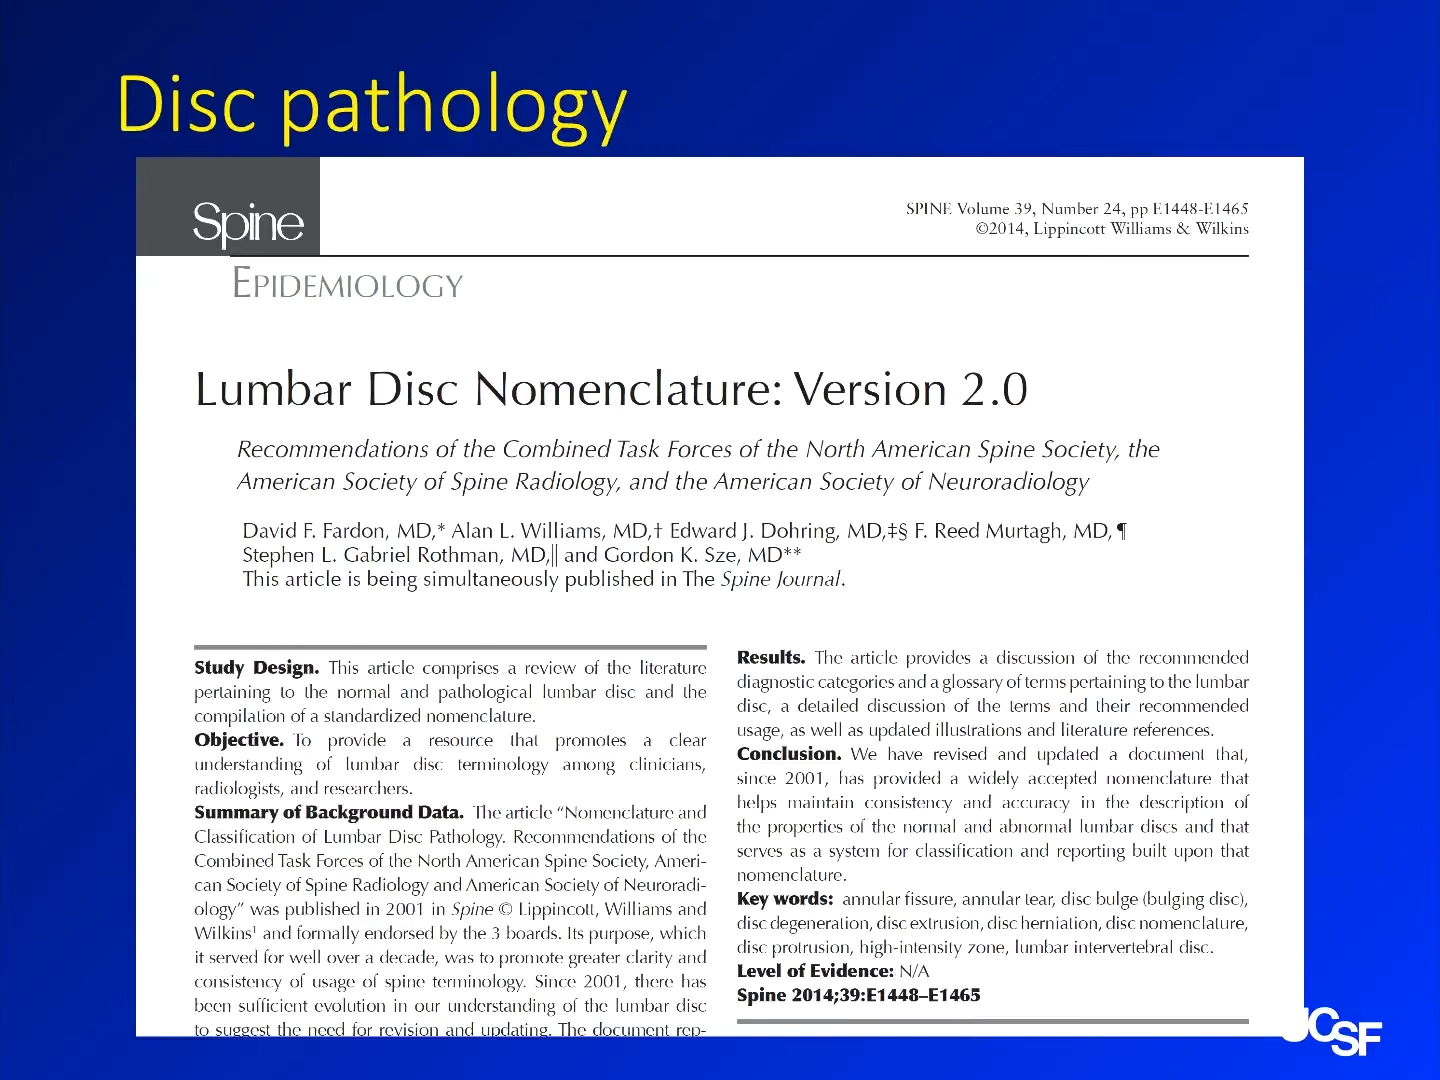 Disc pathology
Spine
SPINE Volume 39, Number 24, pp E1448-E1465
©2014, Lippincott Williams & Wilkins
EPIDEMIOLOGY
Lumbar Disc Nomenclature: Version 2.0
Recommendations of the Combined Task Forces of the North American Spine Society, the
American Society of Spine Radiology, and the American Society of Neuroradiology
David F. Fardon, MD,* Alan L. Williams, MD,† Edward J. Dohring, MD,‡§ F. Reed Murtagh, MD,¶
Stephen L. Gabriel Rothman, MD,‖ and Gordon K. Sze, MD**
This article is being simultaneously published in The Spine Journal.
Study Design. This article comprises a review of the literature
pertaining to the normal and pathological lumbar disc and the
compilation of a standardized nomenclature.
Objective. To provide a resource that promotes a clear
understanding of lumbar disc terminology among clinicians,
radiologists, and researchers.
Summary of Background Data. The article “Nomenclature and
Classification of Lumbar Disc Pathology. Recommendations of the
Combined Task Forces of the North American Spine Society, Ameri-
can Society of Spine Radiology and American Society of Neuroradi-
ology” was published in 2001 in Spine © Lippincott, Williams and
Wilkins¹ and formally endorsed by the 3 boards. Its purpose, which
it served for well over a decade, was to promote greater clarity and
consistency of usage of spine terminology. Since 2001, there has
been sufficient evolution in our understanding of the lumbar disc
to suggest the need for revision and updating. The document rep-
Results. The article provides a discussion of the recommended
diagnostic categories and a glossary of terms pertaining to the lumbar
disc, a detailed discussion of the terms and their recommended
usage, as well as updated illustrations and literature references.
Conclusion. We have revised and updated a document that,
since 2001, has provided a widely accepted nomenclature that
helps maintain consistency and accuracy in the description of
the properties of the normal and abnormal lumbar discs and that
serves as a system for classification and reporting built upon that
nomenclature.
Key words: annular fissure, annular tear, disc bulge (bulging disc),
disc degeneration, disc extrusion, disc herniation, disc nomenclature,
disc protrusion, high-intensity zone, lumbar intervertebral disc.
Level of Evidence: N/A
Spine 2014;39:E1448–E1465
UCSF